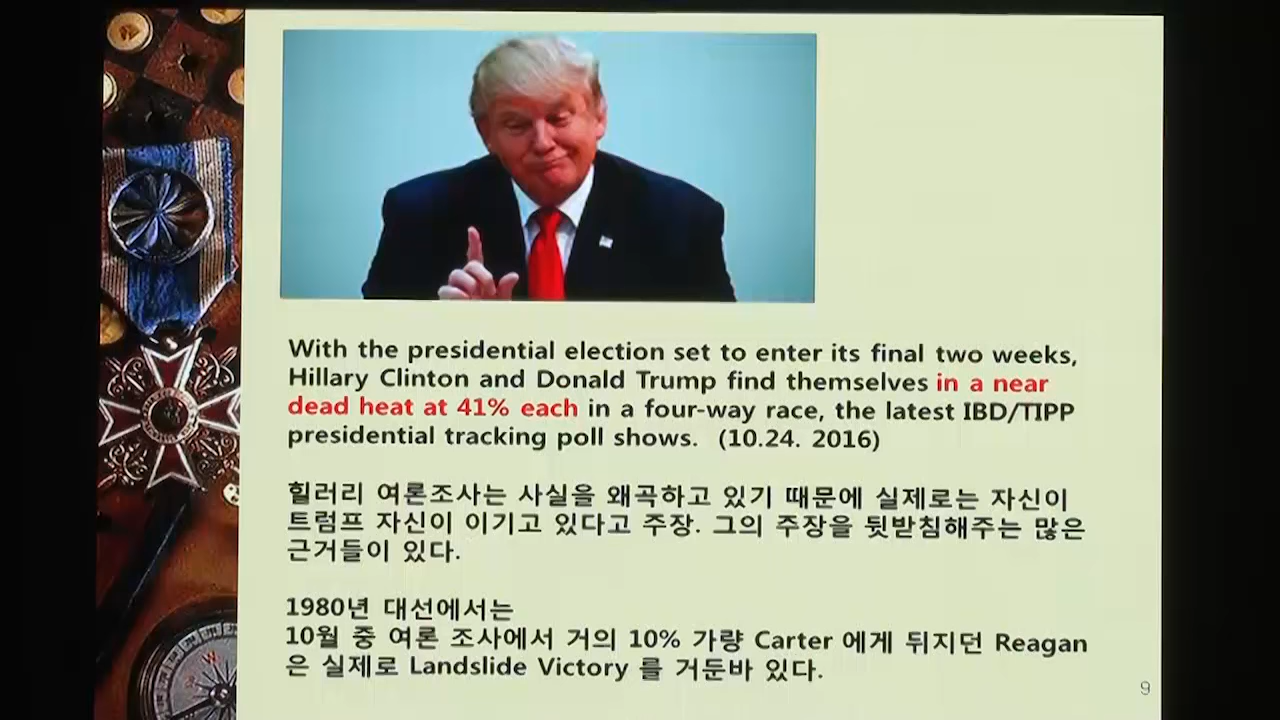 With the presidential election set to enter its final two weeks,
Hillary Clinton and Donald Trump find themselves in a near
dead heat at 41% each in a four-way race, the latest IBD/TIPP
presidential tracking poll shows. (10.24. 2016)
힐러리 여론조사는 사실을 왜곡하고 있기 때문에 실제로는 자신이
트럼프 자신이 이기고 있다고 주장. 그의 주장을 뒷받침해주는 많은
근거들이 있다.
1980년 대선에서는
10월 중 여론 조사에서 거의 10% 가량 Carter 에게 뒤지던 Reagan
은 실제로 Landslide Victory 를 거둔바 있다.
9